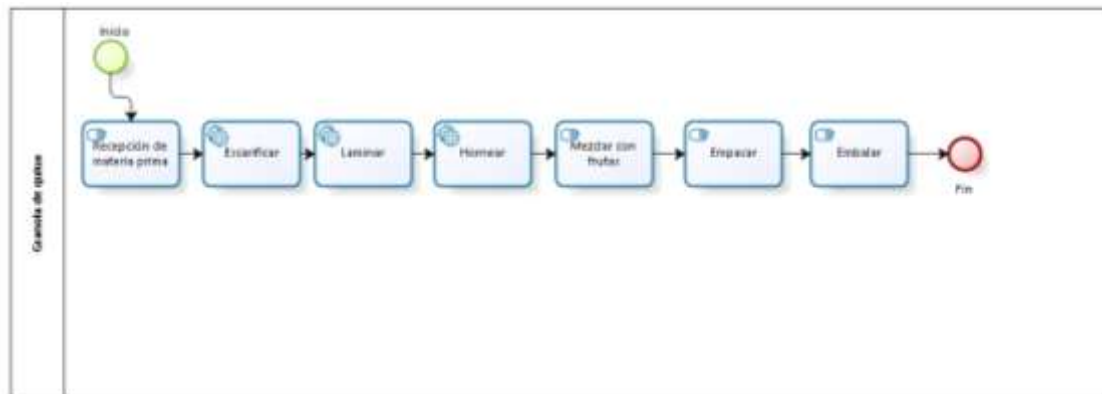 Inicio
Recepción de
materia prima
Escarificar
Laminar
Hornear
Mezclar con
frutas
Empacar
Embalar
Fin
Granola de quinua